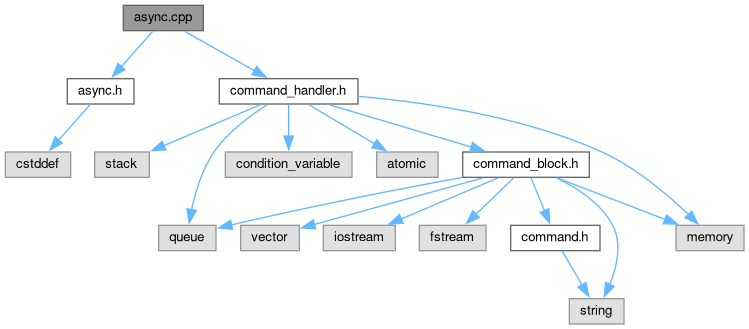 async.cpp
async.h
command_handler.h
cstddef
stack
condition_variable
atomic
command_block.h
queue
vector
iostream
fstream
command.h
memory
string